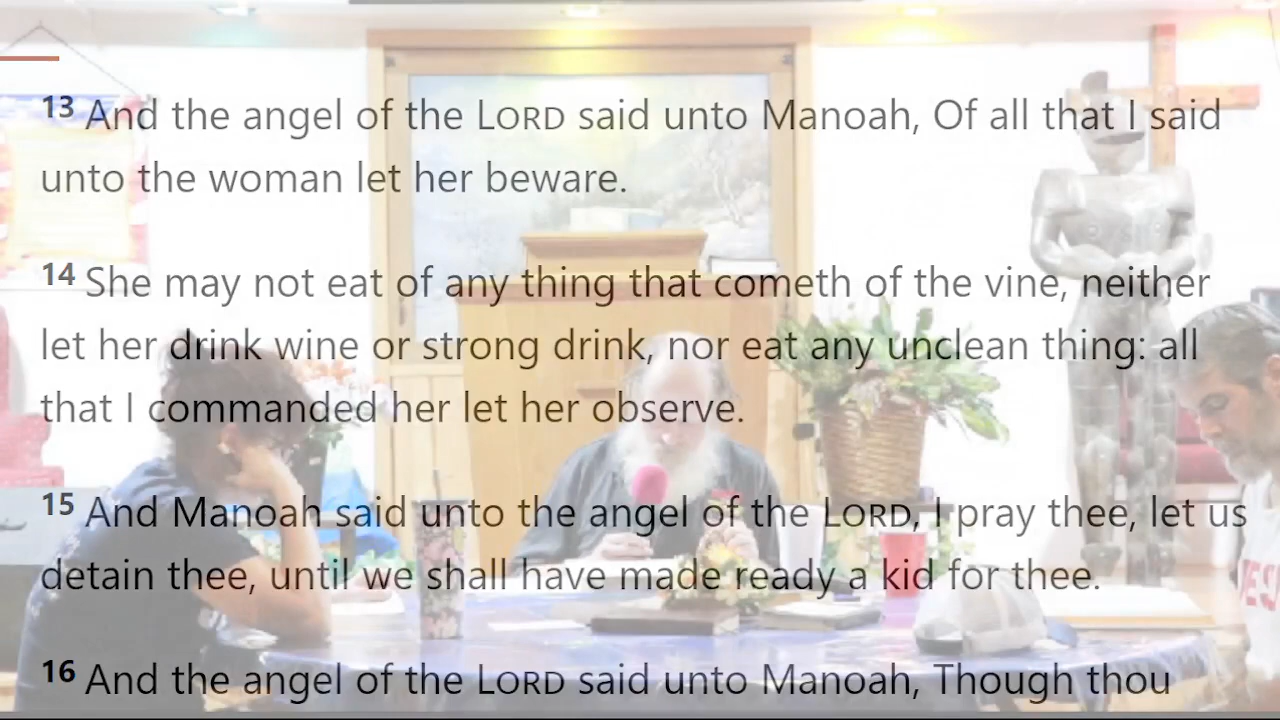 13 And the angel of the LORD said unto Manoah, Of all that I said
unto the woman let her beware.
14 She may not eat of any thing that cometh of the vine, neither
let her drink wine or strong drink, nor eat any unclean thing: all
that I commanded her let her observe.
15 And Manoah said unto the angel of the LORD, I pray thee, let us
detain thee, until we shall have made ready a kid for thee.
16 And the angel of the LORD said unto Manoah, Though thou